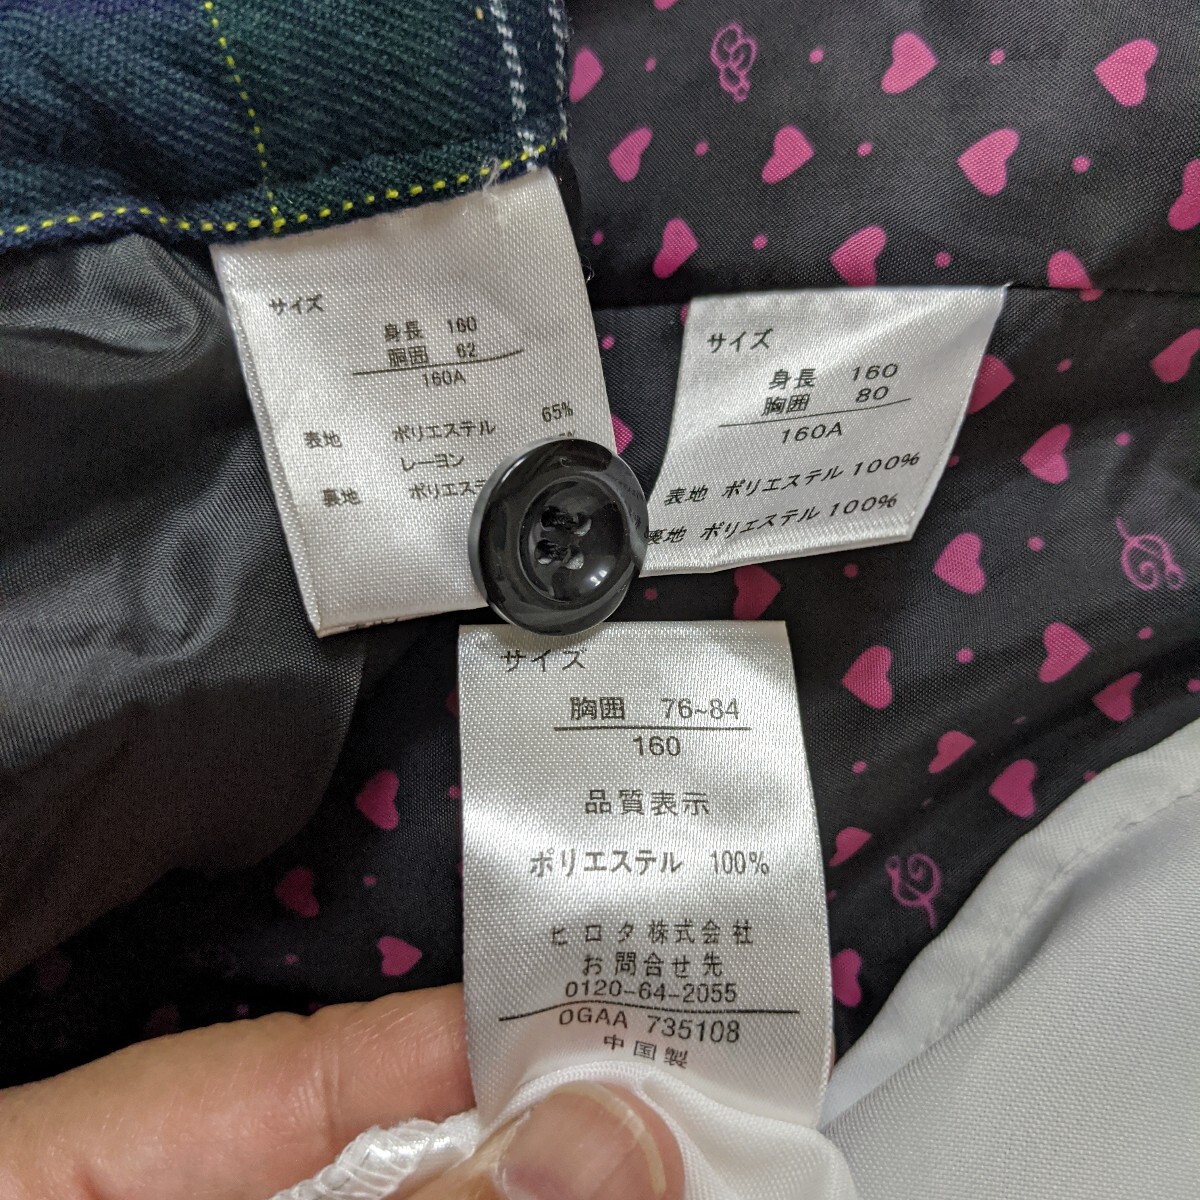 サイズ
身長 160
胴囲 62
160A
表地 ポリエステル 65%
レーヨン
裏地 ポリエステ
サイズ
身長 160
胸囲 80
160A
表地 ポリエステル 100%
裏地 ポリエステル 100%
サイズ
胸囲 76~84
160
品質表示
ポリエステル 100%
ヒロタ株式会社
お問合せ先
0120-64-2055
OGAA 735108
中国製